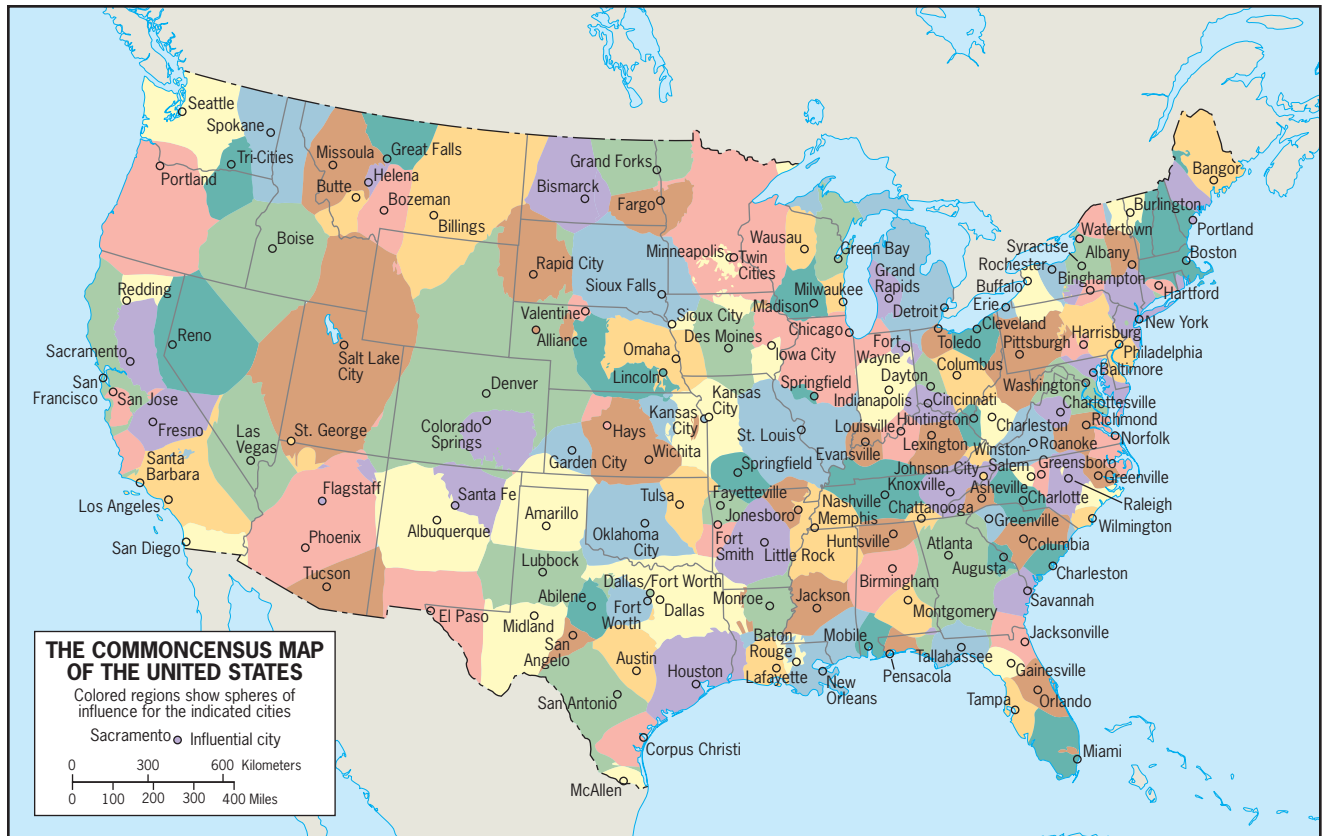 Seattle
Spokane
Tri-Cities
Portland
Missoula
Great Falls
Helena
Butte
Bozeman
Billings
Boise
Bismarck
Grand Forks
Fargo
Rapid City
Sioux Falls
Minneapolis
Twin
Cities
Wausau
Green Bay
Milwaukee
Madison
Grand
Rapids
Detroit
Chicago
Bangor
Burlington
Watertown
Portland
Syracuse
Albany
Boston
Rochester
Buffalo
Binghampton
Erie
Hartford
New York
Cleveland
Toledo
Pittsburgh
Harrisburg
Philadelphia
Baltimore
Washington
Redding
Reno
Sacramento
San
Francisco
San Jose
Fresno
Salt Lake
City
Las
Vegas
St. George
Santa
Barbara
Los Angeles
San Diego
Valentine
Alliance
Sioux City
Des Moines
Iowa City
Omaha
Lincoln
Denver
Colorado
Springs
Kansas
City
Kansas
City
Hays
Wichita
Garden City
St. Louis
Springfield
Springfield
Fort
Wayne
Dayton
Columbus
Indianapolis
Cincinnati
Huntington
Charlottesville
Richmond
Norfolk
Charleston
Roanoke
Louisville
Lexington
Evansville
Winston-
Salem
Greensboro
Greenville
Raleigh
Johnson City
Knoxville
Asheville
Charlotte
Wilmington
Nashville
Chattanooga
Greenville
Columbia
Charleston
Flagstaff
Phoenix
Tucson
Santa Fe
Albuquerque
Amarillo
Lubbock
El Paso
Midland
Abilene
San
Angelo
Tulsa
Oklahoma
City
Fayetteville
Jonesboro
Fort
Smith
Little Rock
Memphis
Huntsville
Atlanta
Augusta
Birmingham
Montgomery
Savannah
Dallas/Fort Worth
Fort
Worth
Dallas
Monroe
Jackson
Baton
Rouge
Lafayette
Mobile
New
Orleans
Pensacola
Tallahassee
Jacksonville
Gainesville
Orlando
Tampa
Miami
Austin
Houston
San Antonio
Corpus Christi
McAllen
THE COMMONCENSUS MAP
OF THE UNITED STATES
Colored regions show spheres of
influence for the indicated cities
Sacramento Influential city
0 300 600 Kilometers
0 100 200 300 400 Miles